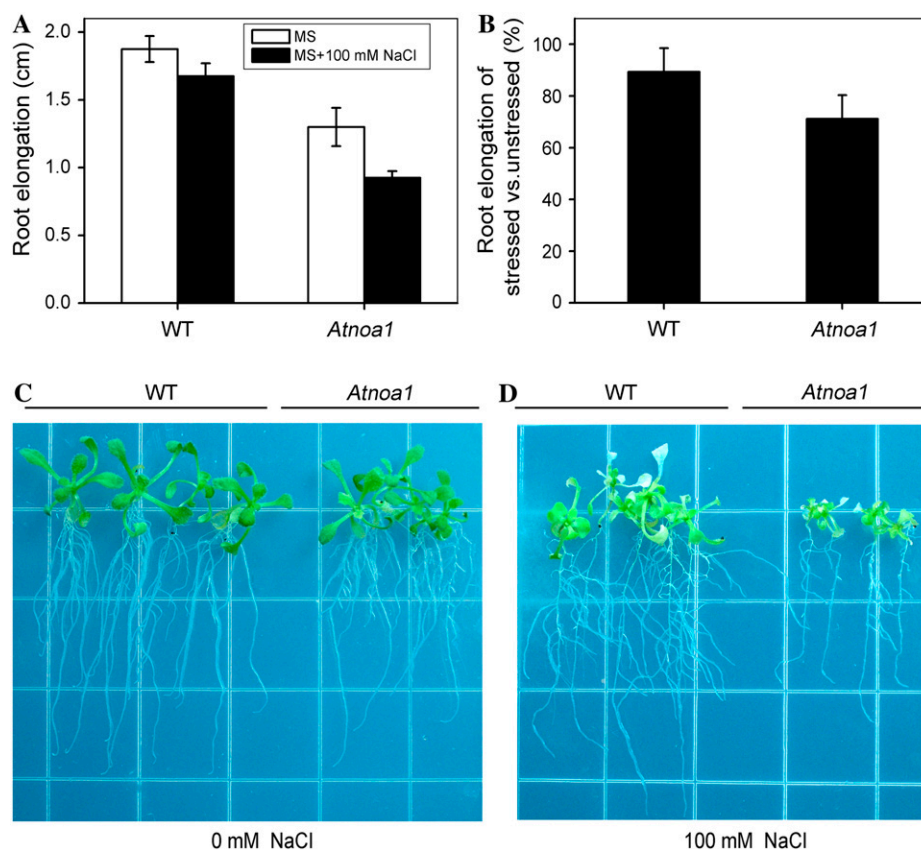 A
Root elongation (cm)
2.0
1.5
1.0
0.5
0.0
MS
MS+100 mM NaCl
WT
Atnoa1
B
Root elongation of
stressed vs.unstressed (%)
100
80
60
40
20
0
WT
Atnoa1
C
WT
Atnoa1
0 mM NaCl
D
WT
Atnoa1
100 mM NaCl